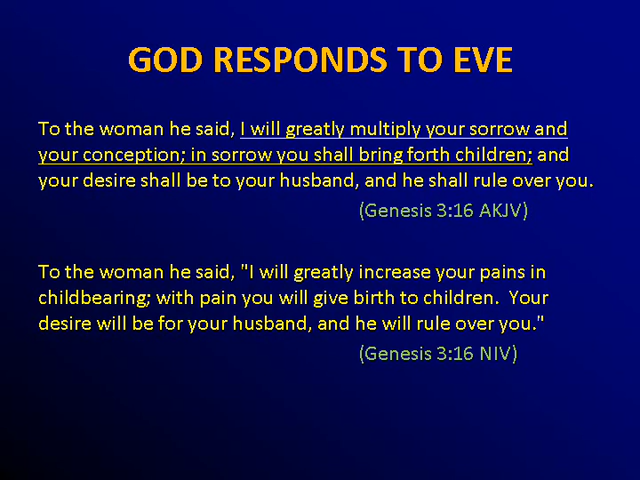 GOD RESPONDS TO EVE
To the woman he said, I will greatly multiply your sorrow and
your conception; in sorrow you shall bring forth children; and
your desire shall be to your husband, and he shall rule over you.
(Genesis 3:16 AKJV)
To the woman he said, "I will greatly increase your pains in
childbearing; with pain you will give birth to children.  Your
desire will be for your husband, and he will rule over you."
(Genesis 3:16 NIV)